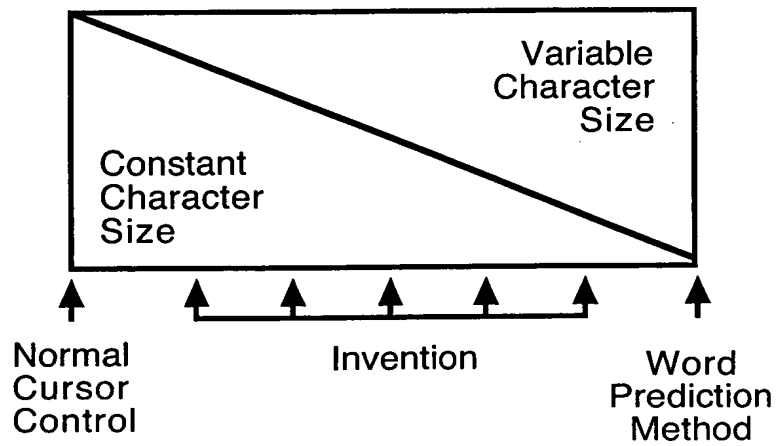 Variable
Character
Size
Constant
Character
Size
Normal
Cursor
Control
Invention
Word
Prediction
Method